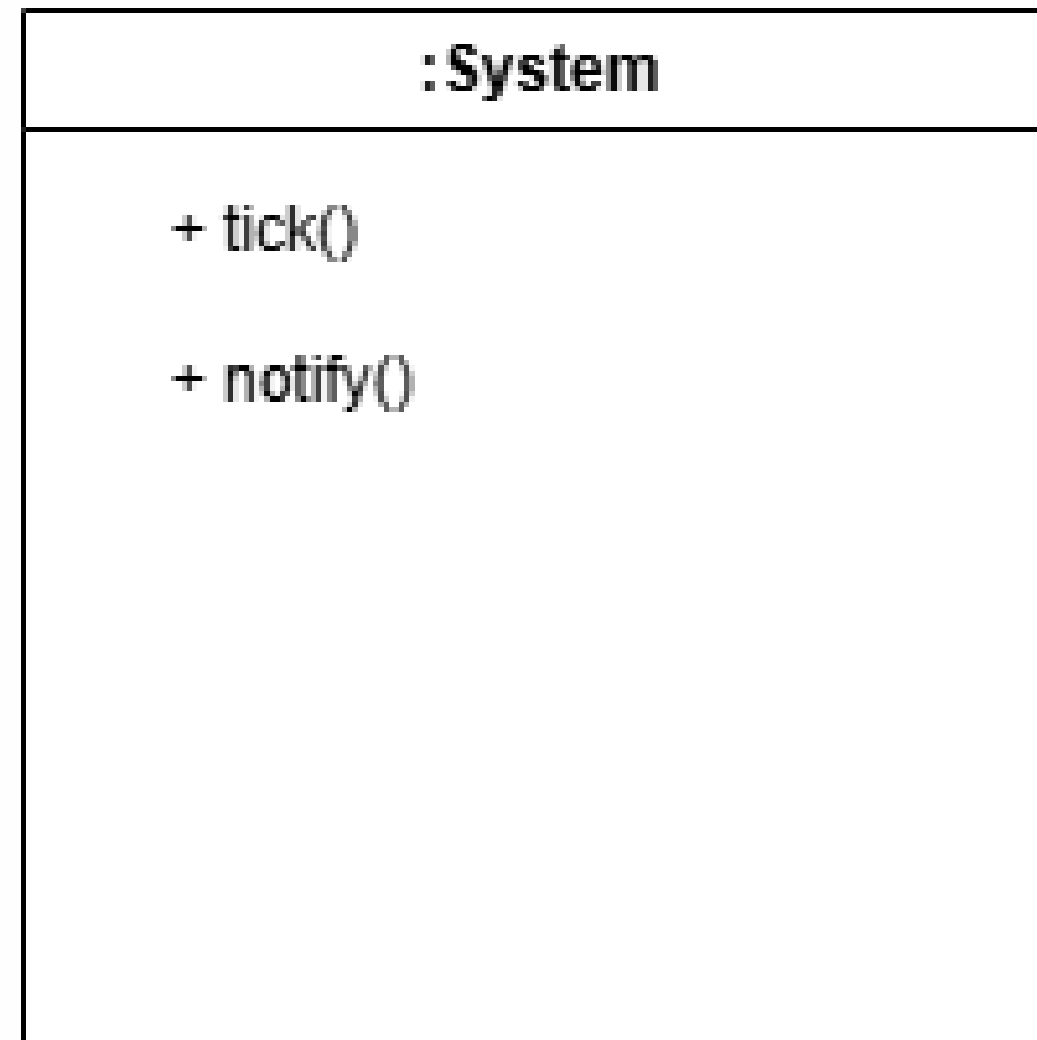 :System
+ tick()
+ notify()